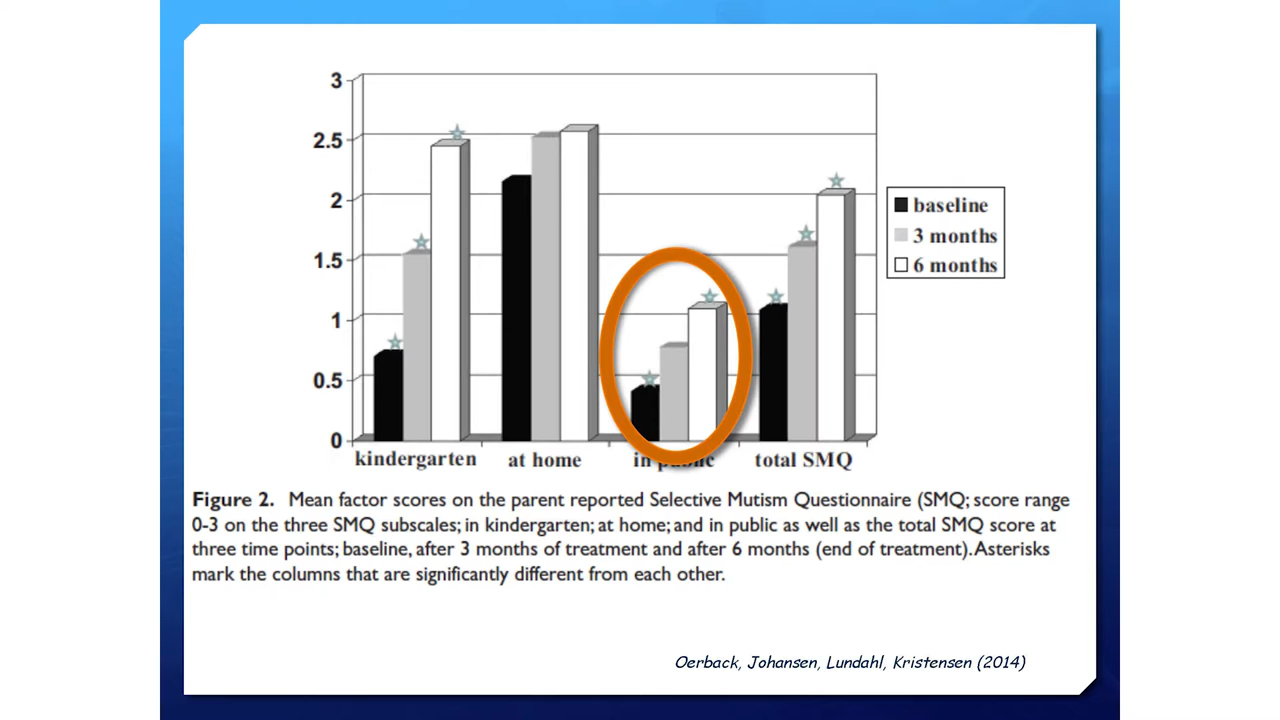 3
2.5
2
1.5
1
0.5
0
kindergarten
at home
in public
total SMQ
baseline
3 months
6 months
Figure 2. Mean factor scores on the parent reported Selective Mutism Questionnaire (SMQ; score range
0-3 on the three SMQ subscales; in kindergarten; at home; and in public as well as the total SMQ score at
three time points; baseline, after 3 months of treatment and after 6 months (end of treatment). Asterisks
mark the columns that are significantly different from each other.
Oerback, Johansen, Lundahl, Kristensen (2014)